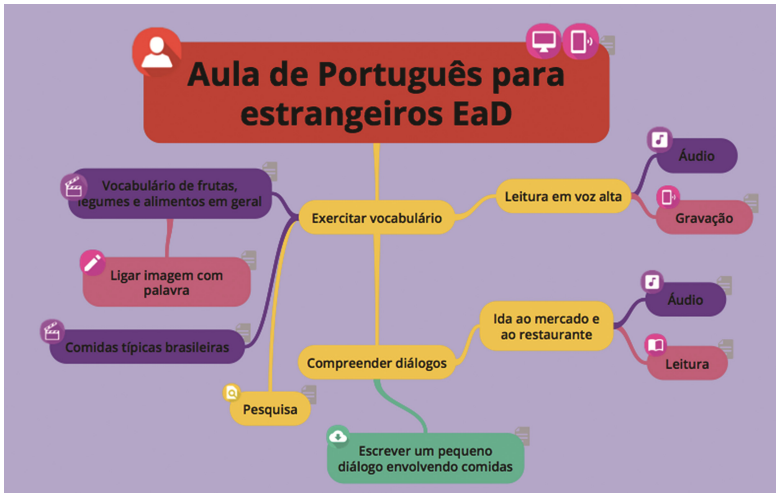 Aula de Português para
estrangeiros EaD
Vocabulário de frutas,
legumes e alimentos em geral
Ligar imagem com
palavra
Comidas típicas brasileiras
Pesquisa
Exercitar vocabulário
Leitura em voz alta
Áudio
Gravação
Compreender diálogos
Ida ao mercado e
ao restaurante
Áudio
Leitura
Escrever um pequeno
diálogo envolvendo comidas